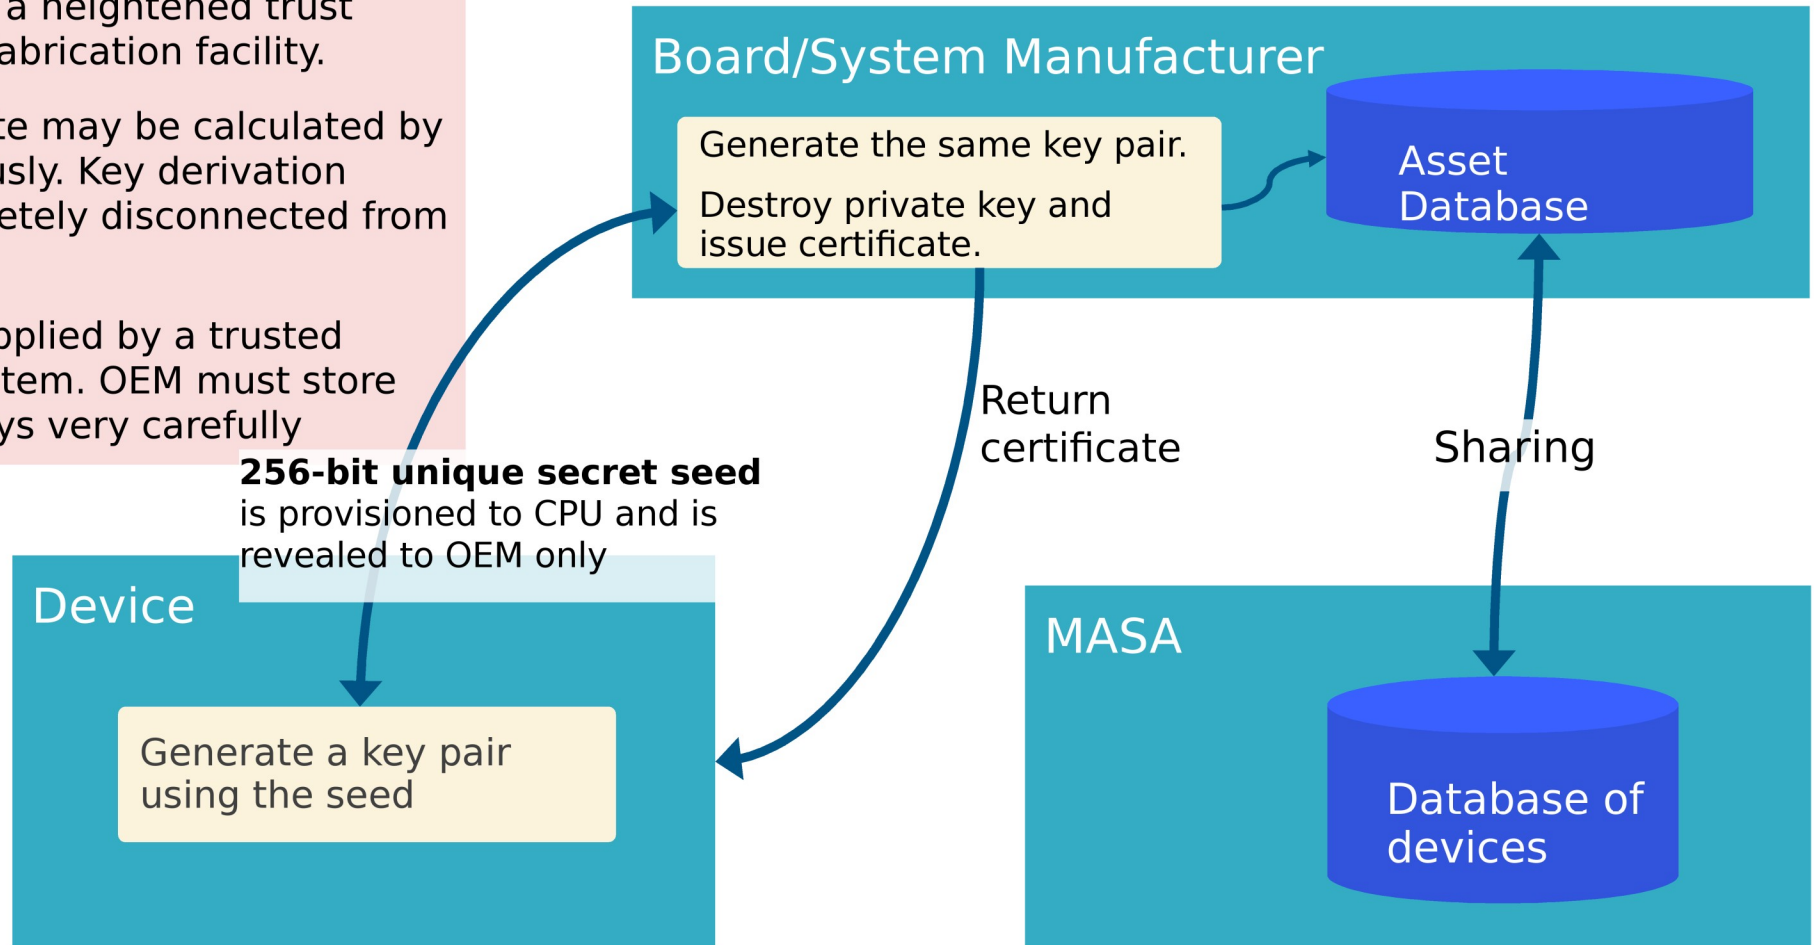 a heightened trust
abrication facility.
te may be calculated by
usly. Key derivation
etely disconnected from
pplied by a trusted
tem. OEM must store
ys very carefully
Board/System Manufacturer
Generate the same key pair.
Destroy private key and
issue certificate.
Asset
Database
Return
certificate
Sharing
256-bit unique secret seed
is provisioned to CPU and is
revealed to OEM only
Device
Generate a key pair
using the seed
MASA
Database of
devices